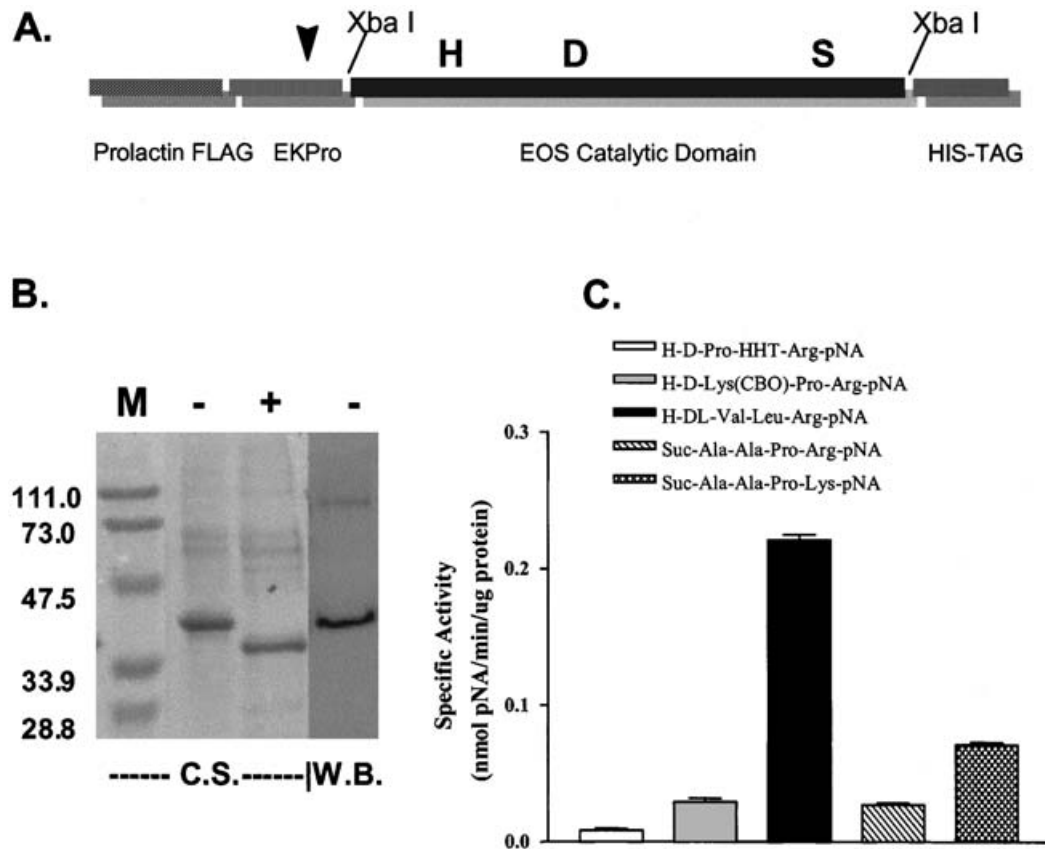 A.
Xba I
Xba I
H D S
Prolactin FLAG EKPro EOS Catalytic Domain HIS-TAG
B.
M - + -
111.0
73.0
47.5
33.9
28.8
------ C.S. ------|W.B.
C.
H-D-Pro-HHT-Arg-pNA
H-D-Lys(CBO)-Pro-Arg-pNA
H-DL-Val-Leu-Arg-pNA
Suc-Ala-Ala-Pro-Arg-pNA
Suc-Ala-Ala-Pro-Lys-pNA
Specific Activity
(nmol pNA/min/ug protein)
0.3
0.2
0.1
0.0